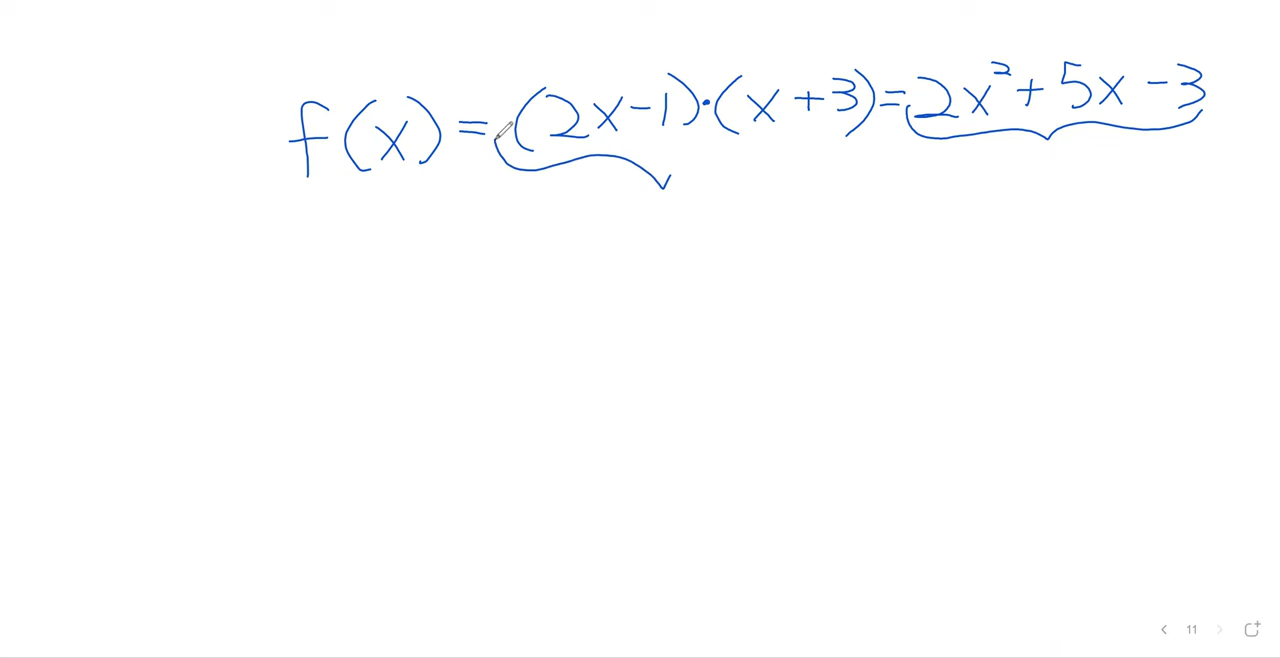 f(x) = (2x-1)·(x+3) = 2x² + 5x - 3
11